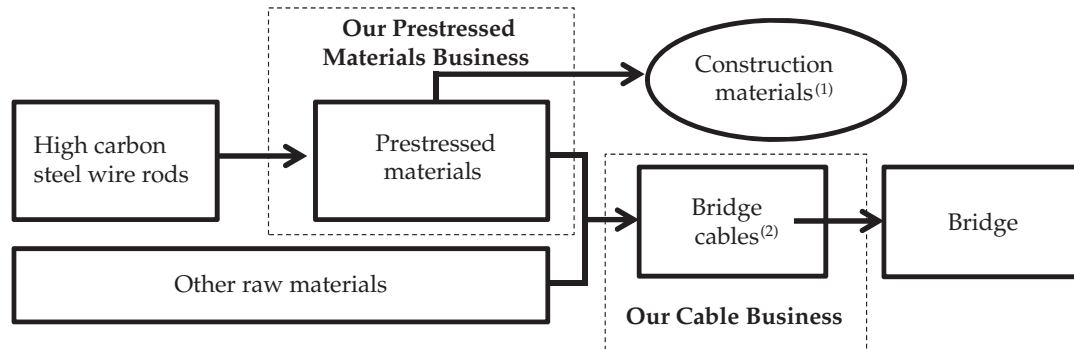 Our Prestressed
Materials Business
Construction
materials(1)
High carbon
steel wire rods
Prestressed
materials
Bridge
cables(2)
Bridge
Other raw materials
Our Cable Business